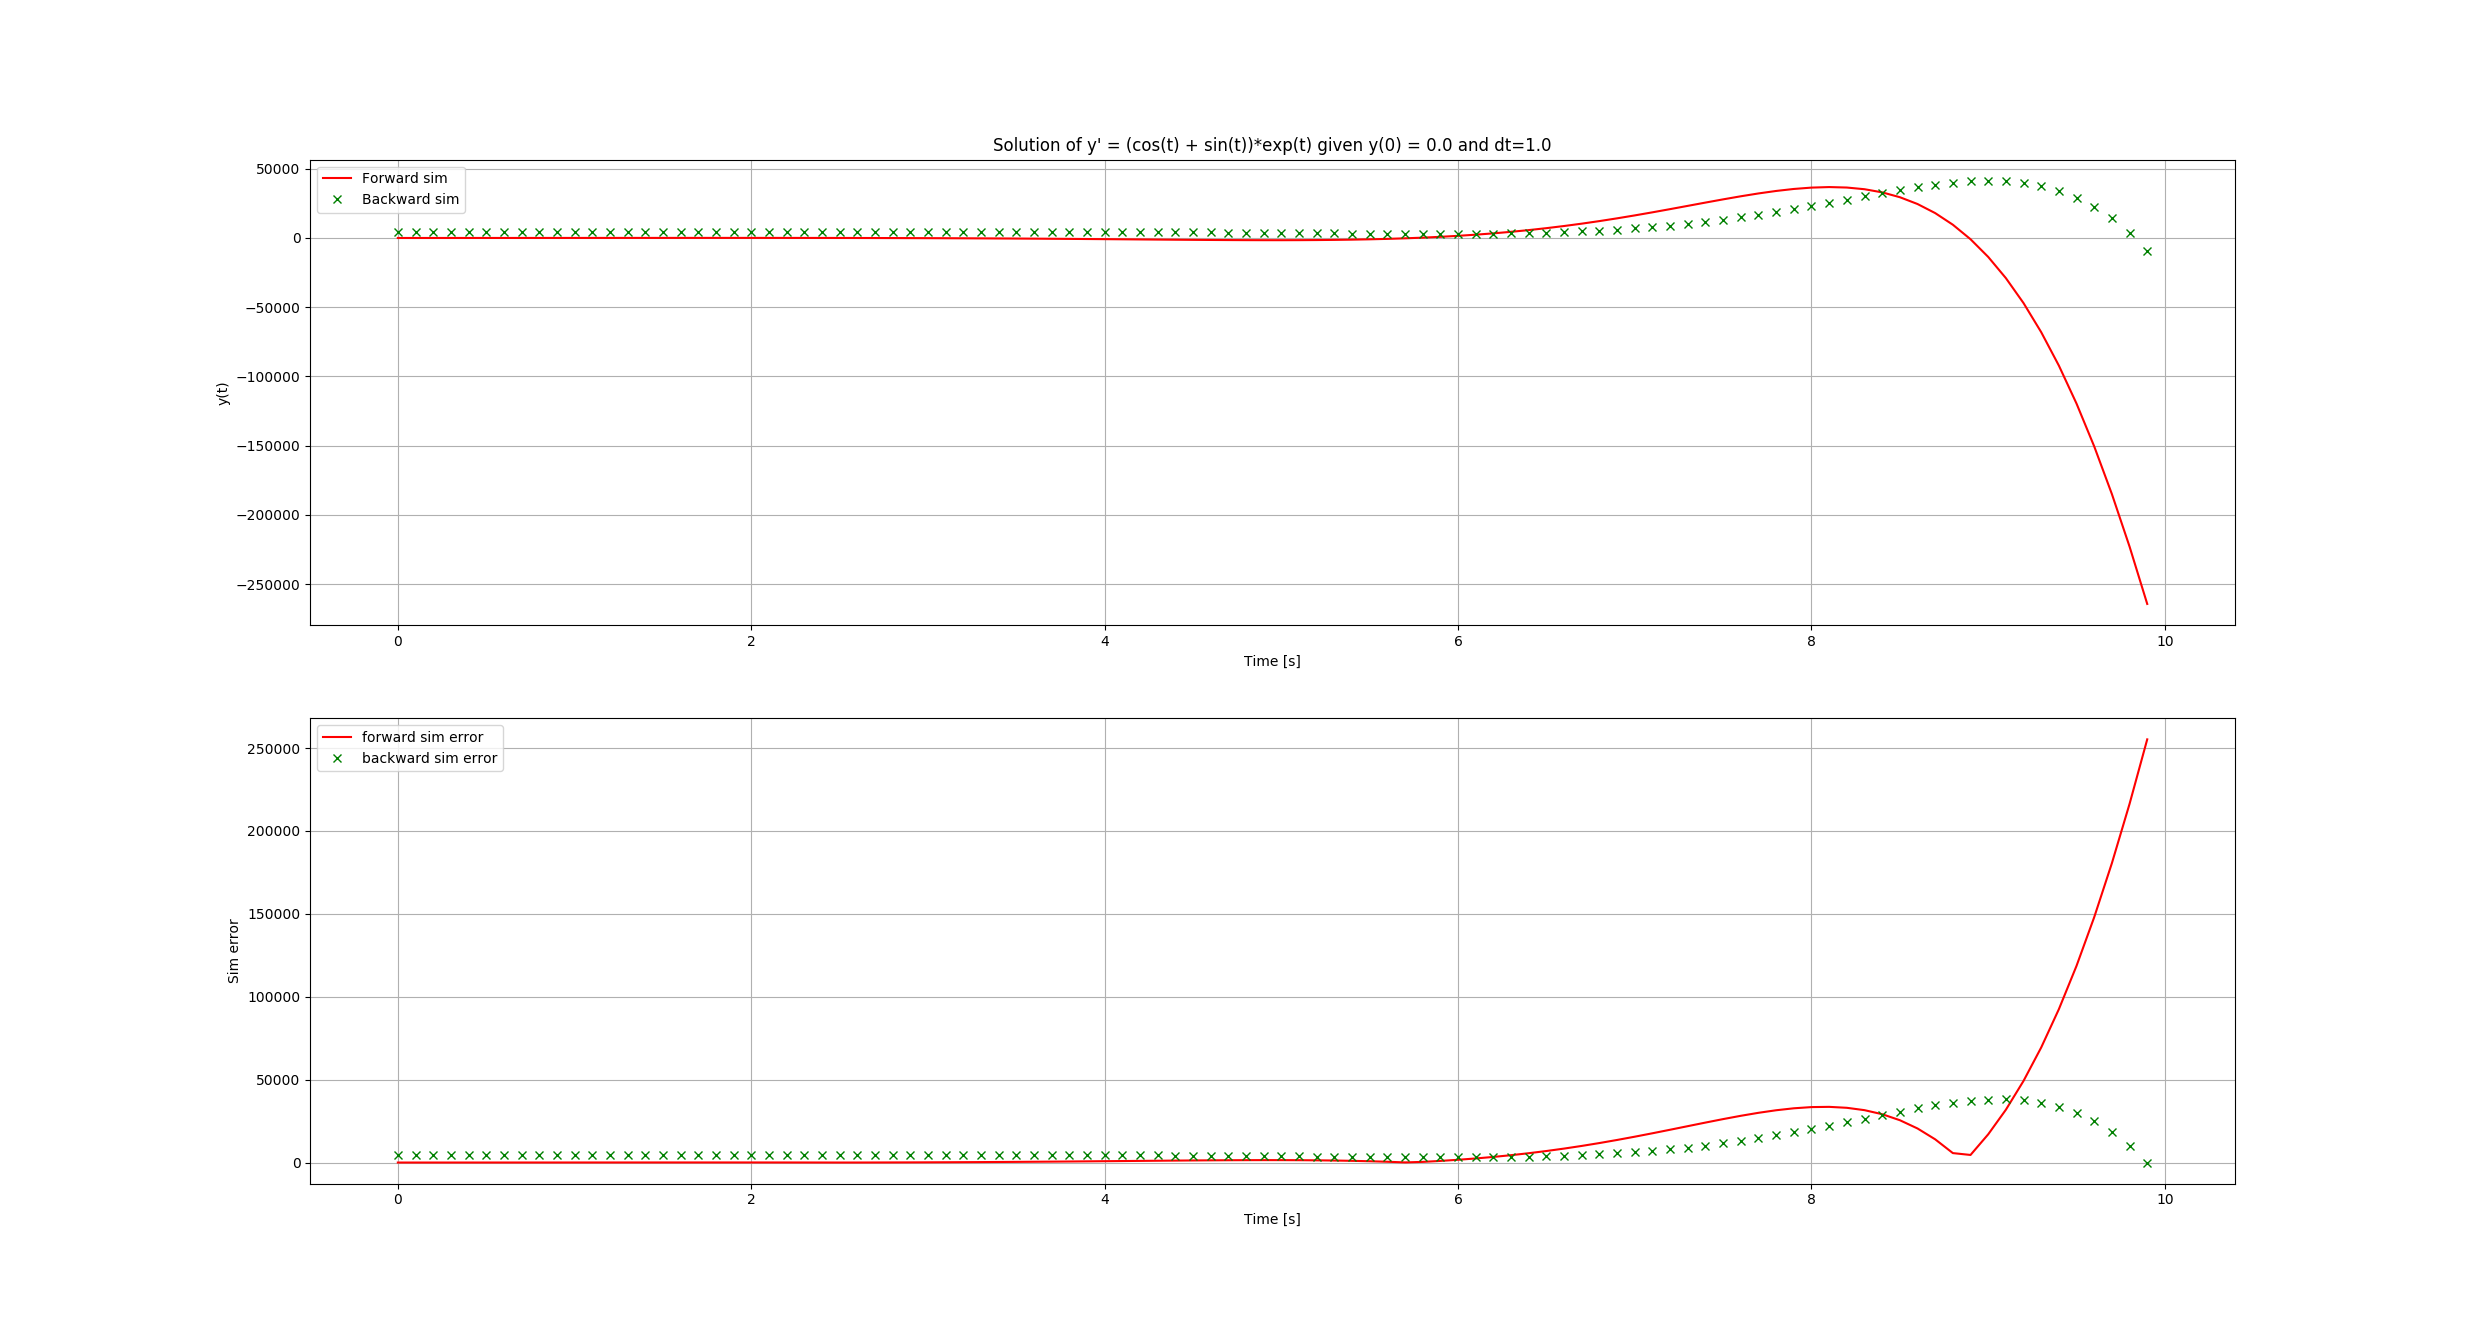 Solution of y' = (cos(t) + sin(t))*exp(t) given y(0) = 0.0 and dt=1.0
Forward sim
Backward sim
50000
0
−50000
−100000
−150000
−200000
−250000
y(t)
0 2 4 6 8 10
Time [s]
forward sim error
backward sim error
250000
200000
150000
100000
50000
0
Sim error
0 2 4 6 8 10
Time [s]